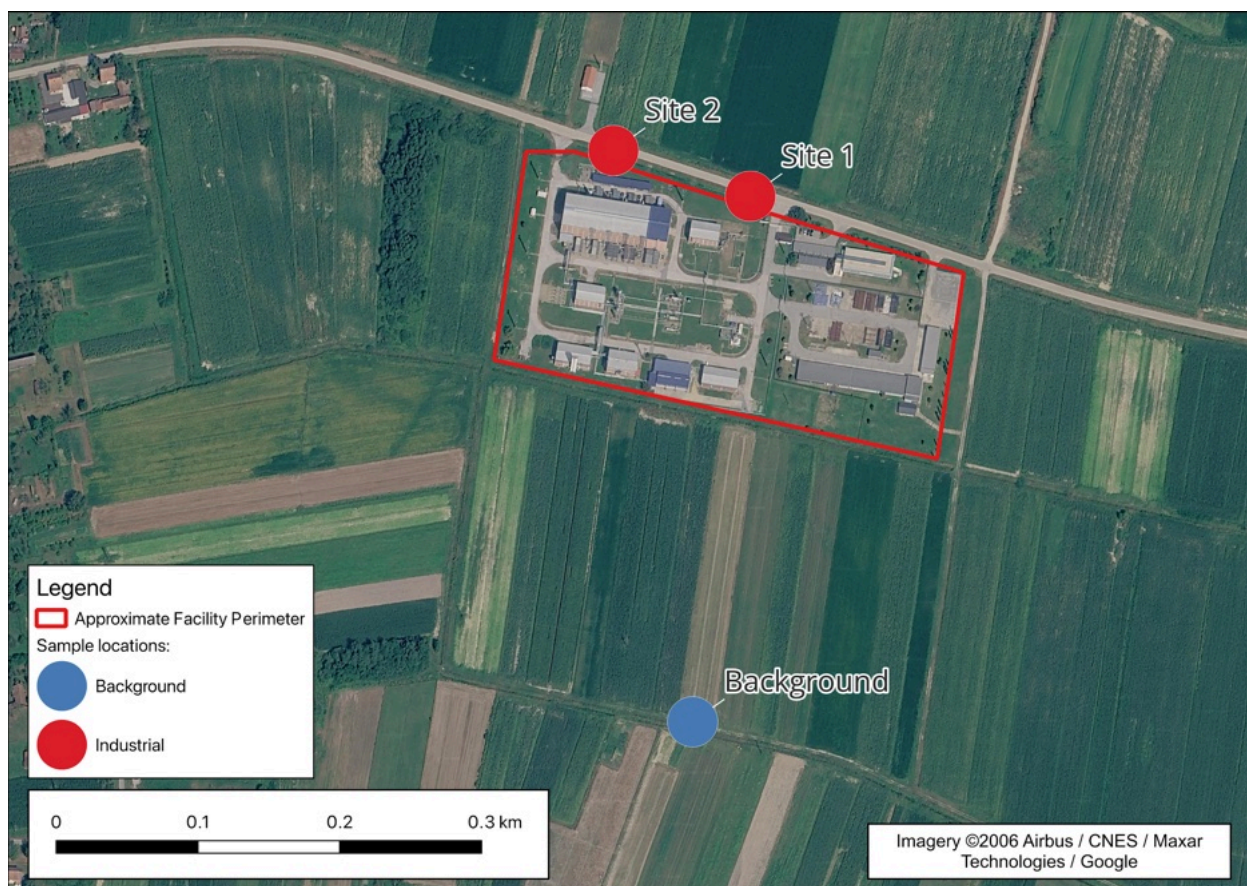 Site 2
Site 1
Background
Legend
Approximate Facility Perimeter
Sample locations:
Background
Industrial
0 0.1 0.2 0.3 km
Imagery ©2006 Airbus / CNES / Maxar
Technologies / Google